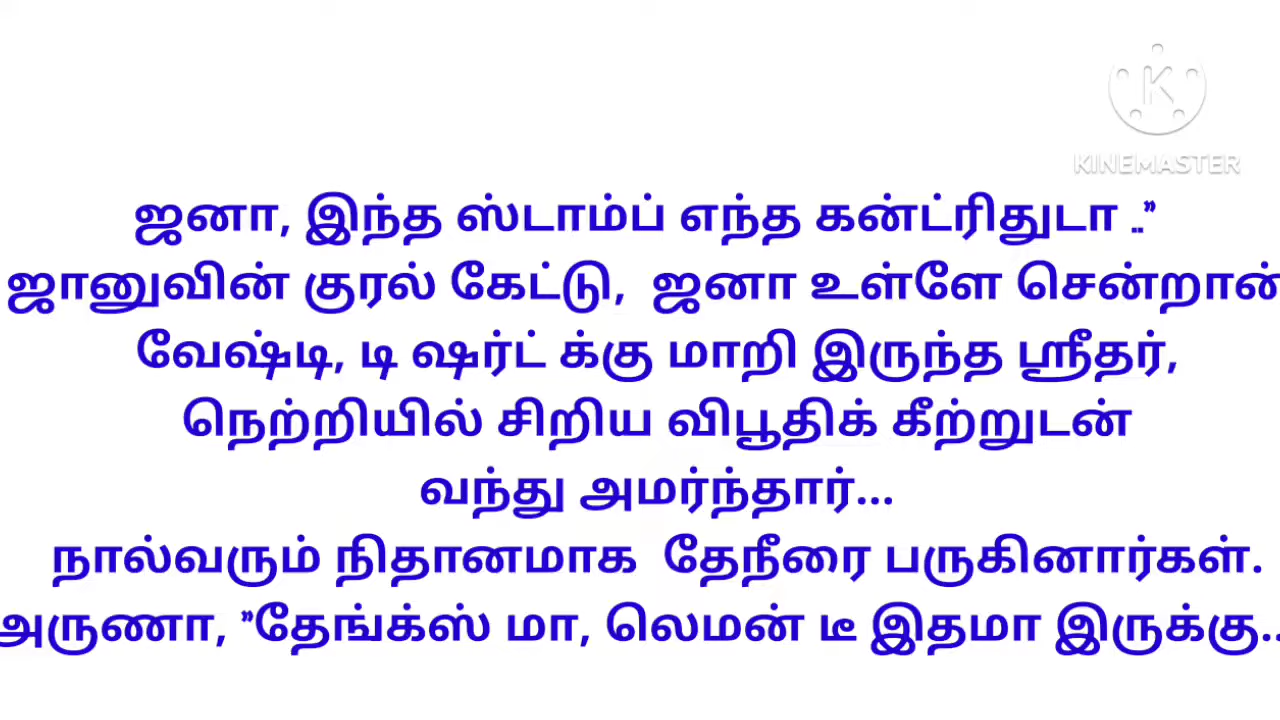 KINEMASTER
ஜனா, இந்த ஸ்டாம்ப் எந்த கன்ட்ரிதுடா .."
ஜானுவின் குரல் கேட்டு, ஜனா உள்ளே சென்றான்
வேஷ்டி, டி ஷர்ட் க்கு மாறி இருந்த ஸ்ரீதர்,
நெற்றியில் சிறிய விபூதிக் கீற்றுடன்
வந்து அமர்ந்தார்...
நால்வரும் நிதானமாக தேநீரை பருகினார்கள்.
அருணா, "தேங்க்ஸ் மா, லெமன் டீ இதமா இருக்கு..